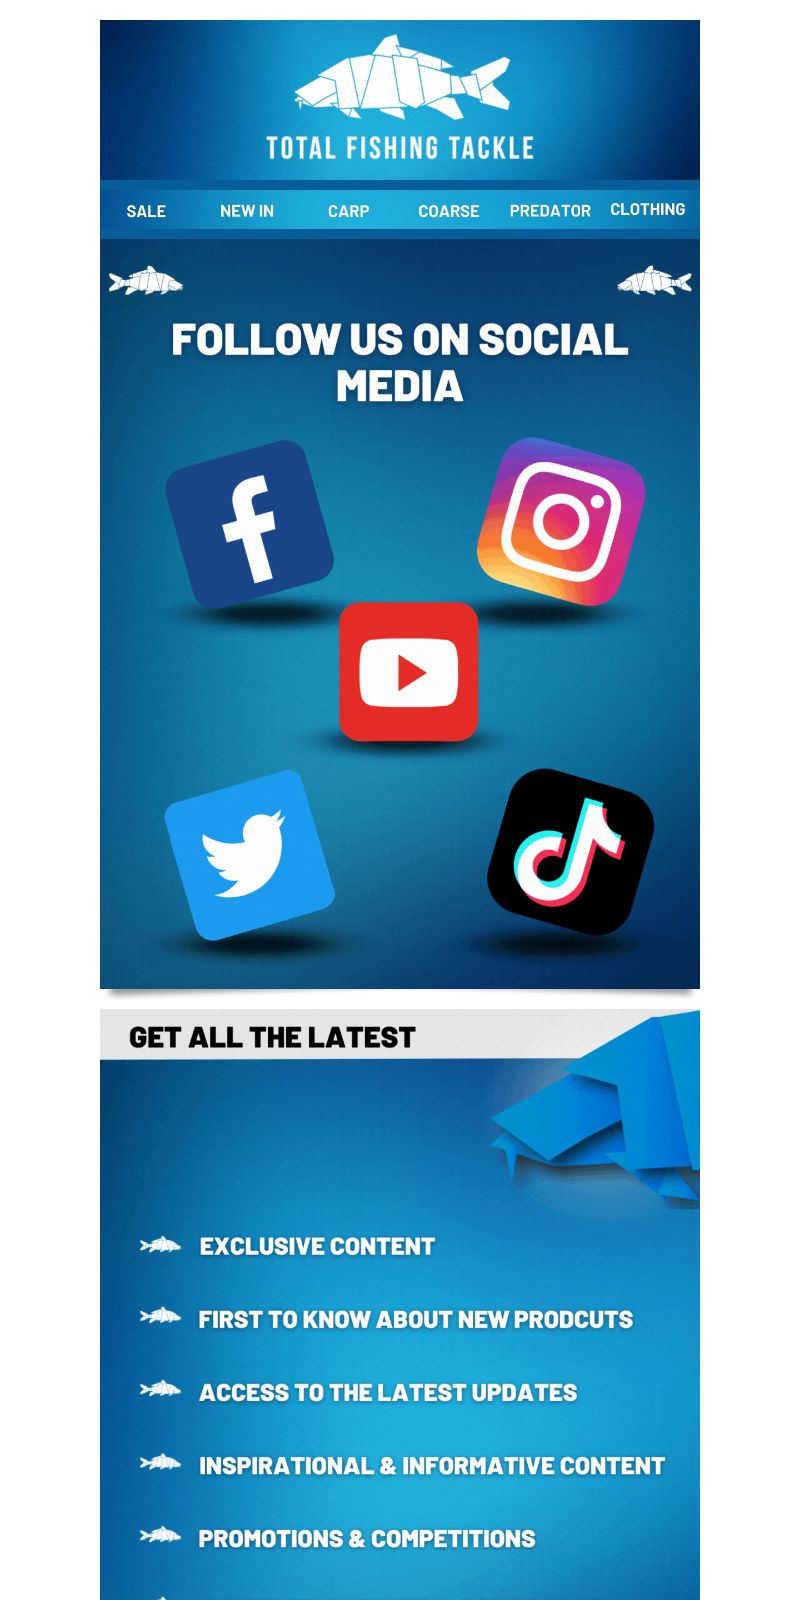 TOTAL FISHING TACKLE
SALE NEW IN CARP COARSE PREDATOR CLOTHING
FOLLOW US ON SOCIAL
MEDIA
GET ALL THE LATEST
EXCLUSIVE CONTENT
FIRST TO KNOW ABOUT NEW PRODCUTS
ACCESS TO THE LATEST UPDATES
INSPIRATIONAL & INFORMATIVE CONTENT
PROMOTIONS & COMPETITIONS